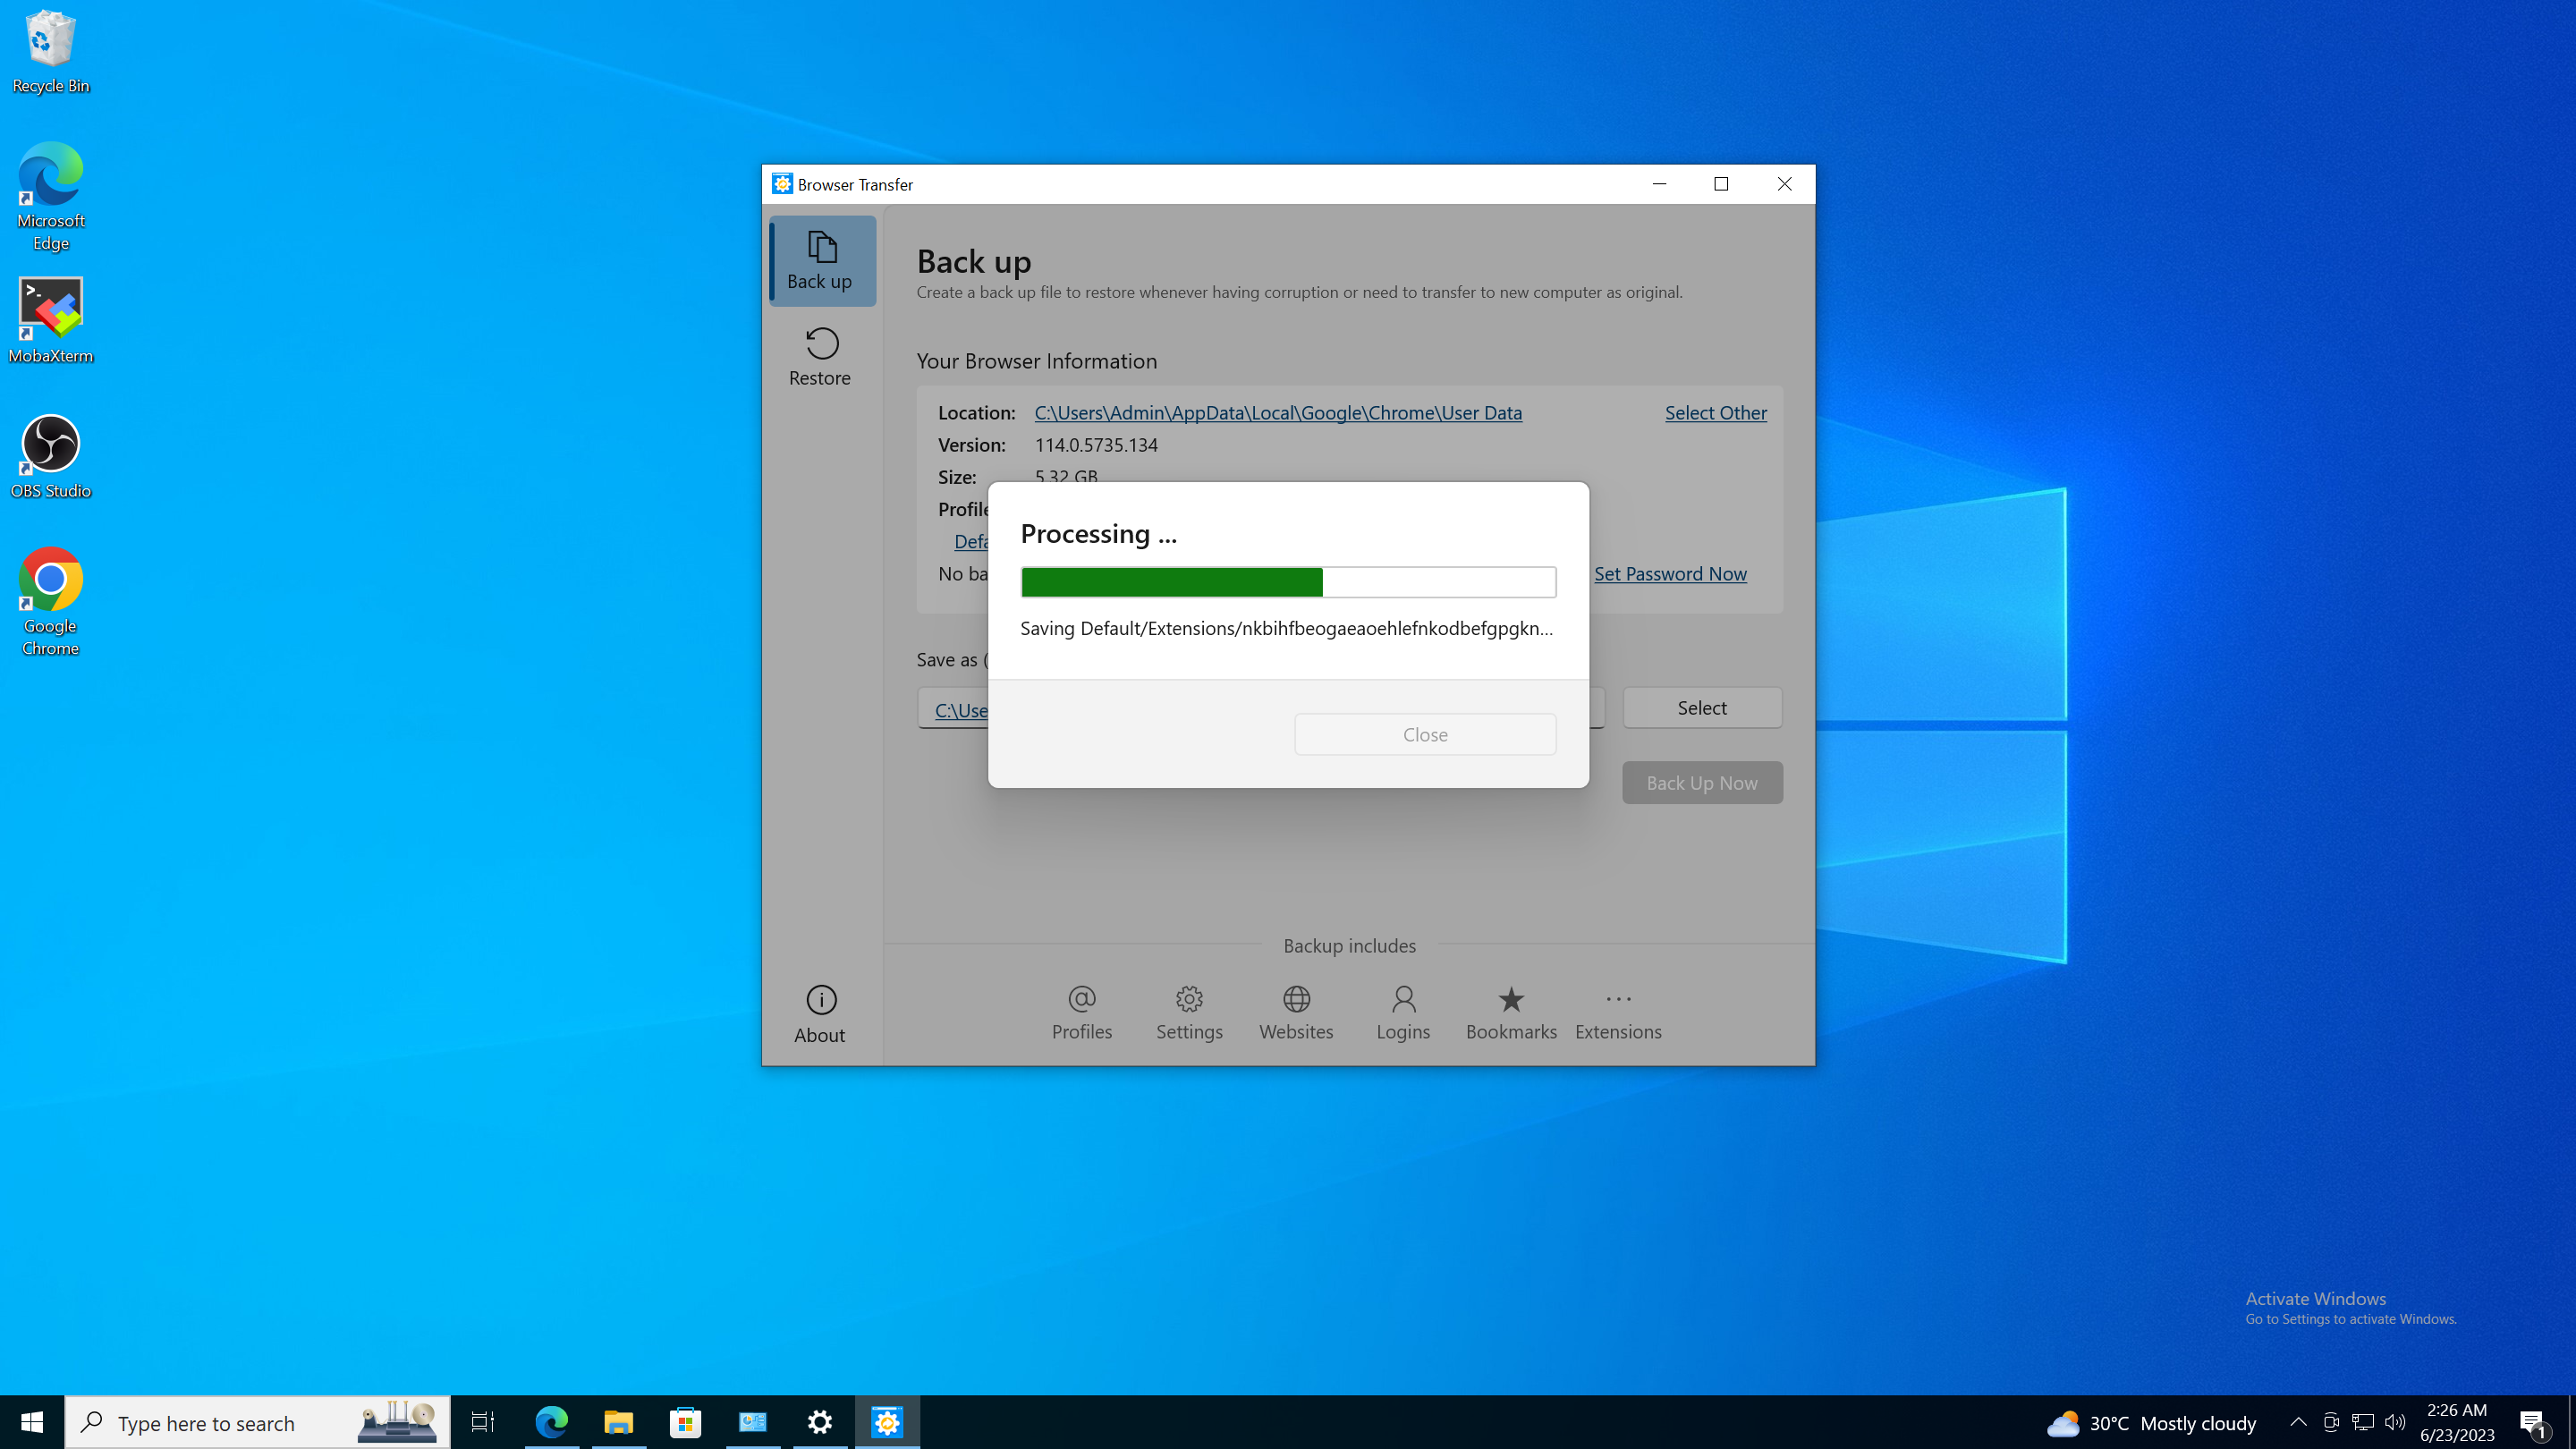 Recycle Bin
Microsoft
Edge
MobaXterm
OBS Studio
Google
Chrome
Browser Transfer
Back up
Restore
About
Back up
Create a back up file to restore whenever having corruption or need to transfer to new computer as original.
Your Browser Information
Location: C:\Users\Admin\AppData\Local\Google\Chrome\User Data Select Other
Version: 114.0.5735.134
Size: 5.32 GB
Profile
Defa
No ba Set Password Now
Processing ...
Saving Default/Extensions/nkbihfbeogaeaoehlefnkodbefgpgkn...
Close
Save as (
C:\Use Select
Back Up Now
Backup includes
Profiles Settings Websites Logins Bookmarks Extensions
Activate Windows
Go to Settings to activate Windows.
Type here to search
30°C Mostly cloudy
2:26 AM
6/23/2023
1